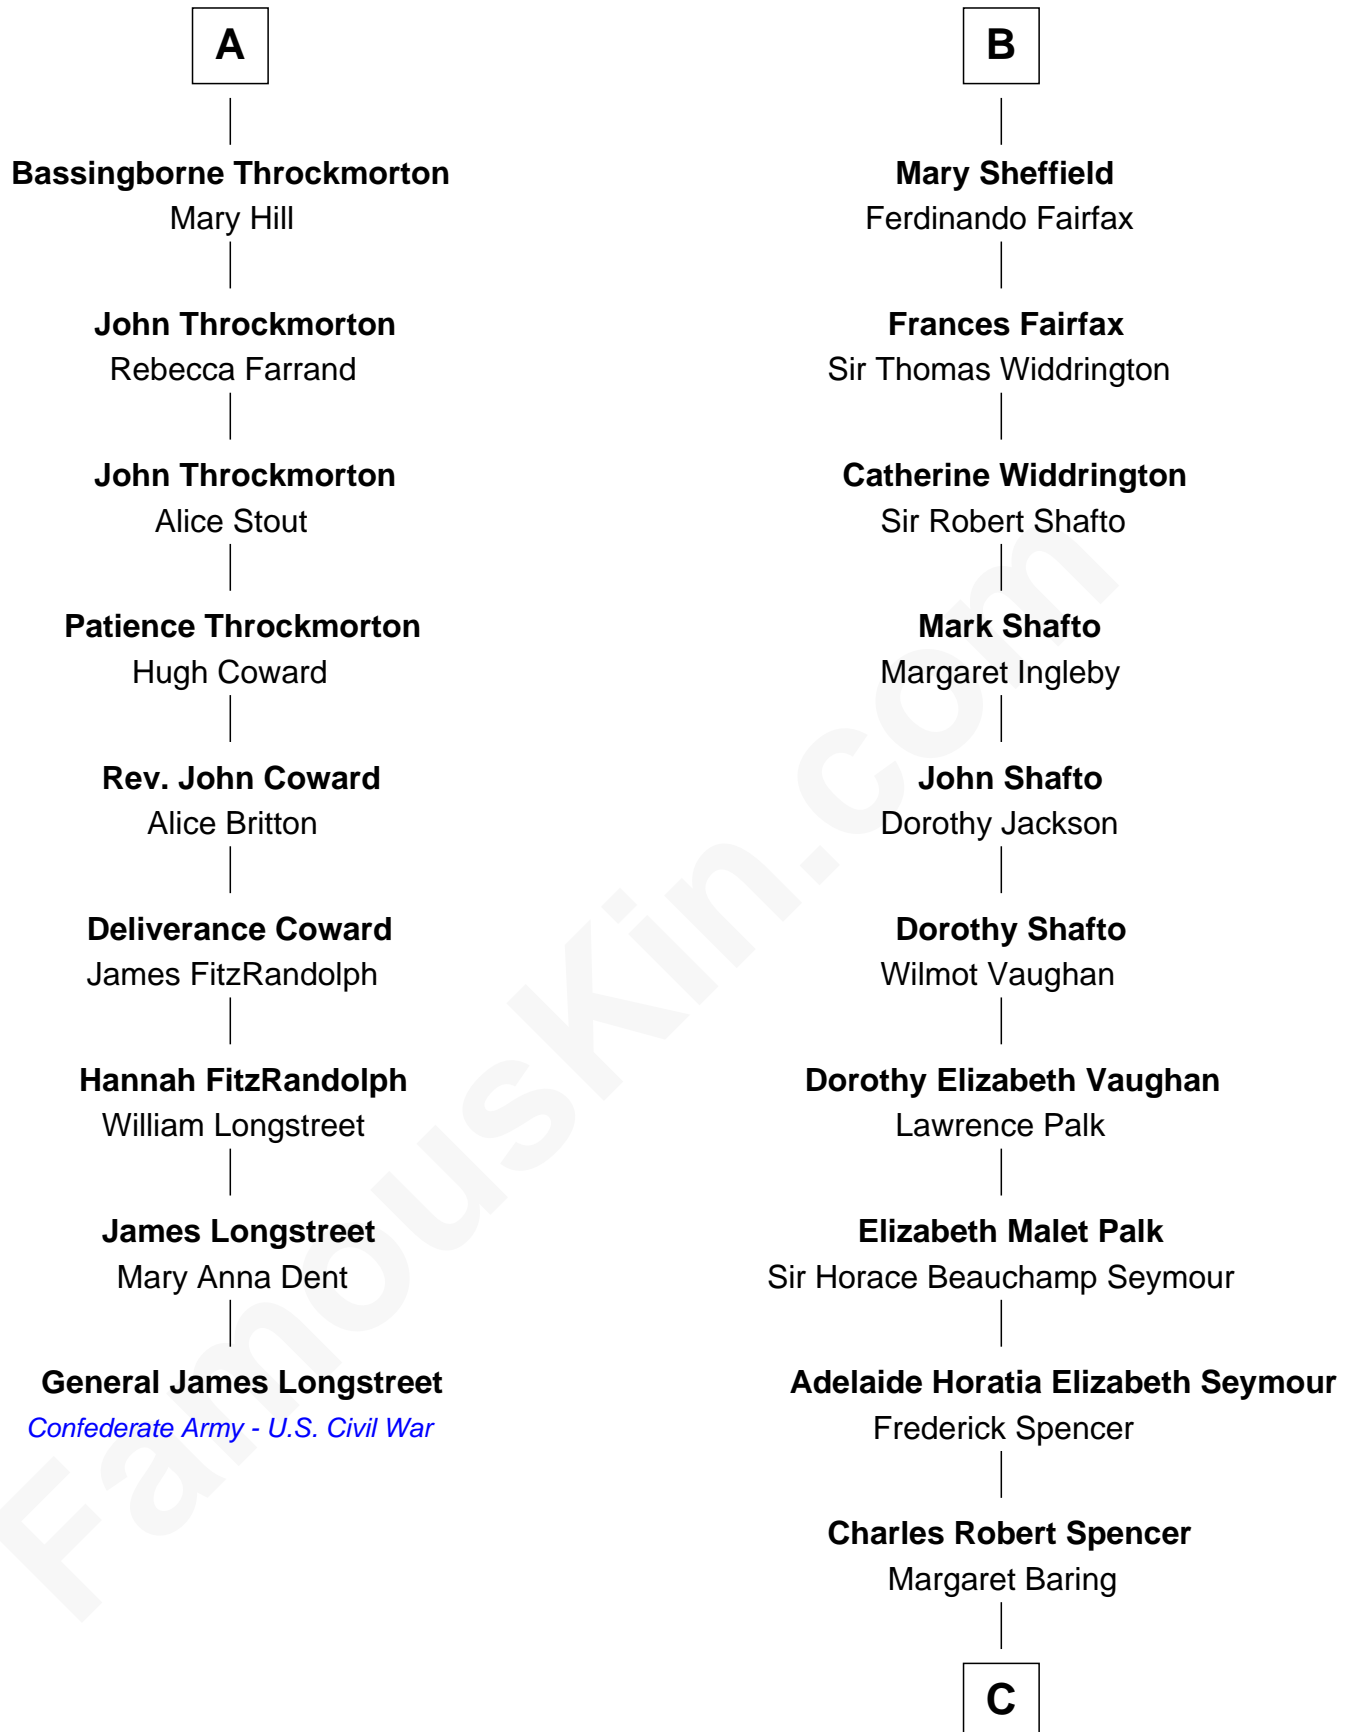 A
Bassingborne Throckmorton
Mary Hill
John Throckmorton
Rebecca Farrand
John Throckmorton
Alice Stout
Patience Throckmorton
Hugh Coward
Rev. John Coward
Alice Britton
Deliverance Coward
James FitzRandolph
Hannah FitzRandolph
William Longstreet
James Longstreet
Mary Anna Dent
General James Longstreet
Confederate Army - U.S. Civil War
B
Mary Sheffield
Ferdinando Fairfax
Frances Fairfax
Sir Thomas Widdrington
Catherine Widdrington
Sir Robert Shafto
Mark Shafto
Margaret Ingleby
John Shafto
Dorothy Jackson
Dorothy Shafto
Wilmot Vaughan
Dorothy Elizabeth Vaughan
Lawrence Palk
Elizabeth Malet Palk
Sir Horace Beauchamp Seymour
Adelaide Horatia Elizabeth Seymour
Frederick Spencer
Charles Robert Spencer
Margaret Baring
C
FamousKin.com